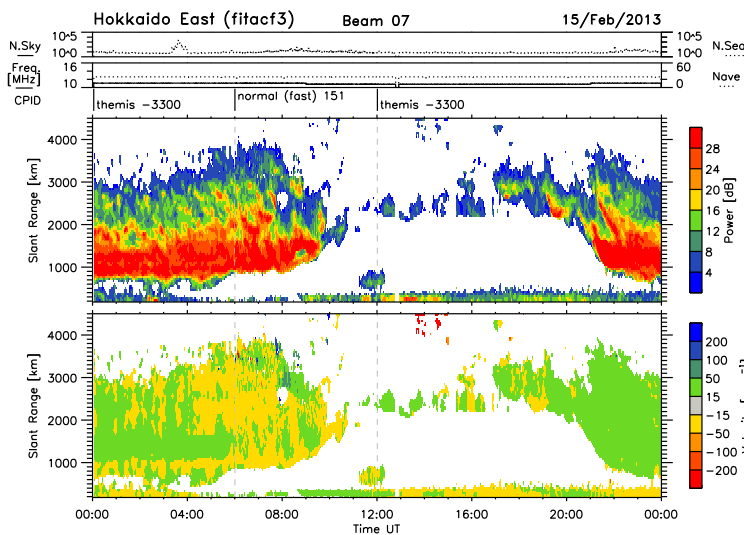 Hokkaido East (fitacf3) Beam 07 15/Feb/2013
N.Sky 10+5 10+0 10+5 10+0 N.Sea
Freq. [MHz] 16 10 60 0 Nave
CPID themis -3300 normal (fast) 151 themis -3300
Slant Range [km] 4000 3000 2000 1000
28 24 20 16 12 8 4 Power [dB]
Slant Range [km] 4000 3000 2000 1000
200 100 50 15 -15 -50 -100 -200
00:00 04:00 08:00 12:00 16:00 20:00 00:00
Time UT